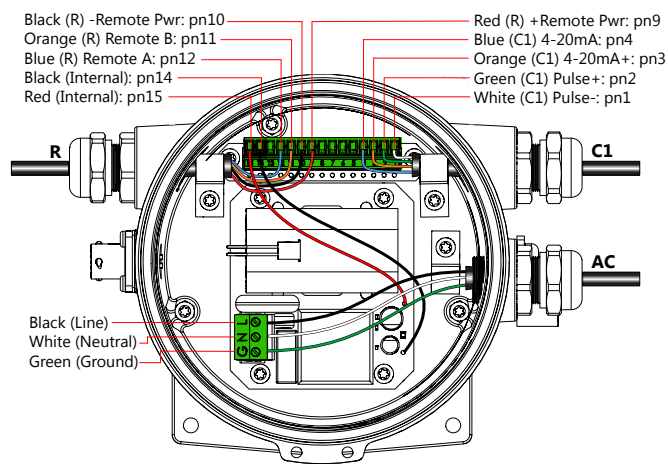 Black (R) -Remote Pwr: pn10
Orange (R) Remote B: pn11
Blue (R) Remote A: pn12
Black (Internal): pn14
Red (Internal): pn15
Red (R) +Remote Pwr: pn9
Blue (C1) 4-20mA: pn4
Orange (C1) 4-20mA+: pn3
Green (C1) Pulse+: pn2
White (C1) Pulse-: pn1
R
C1
AC
Black (Line)
White (Neutral)
Green (Ground)
L
N
G